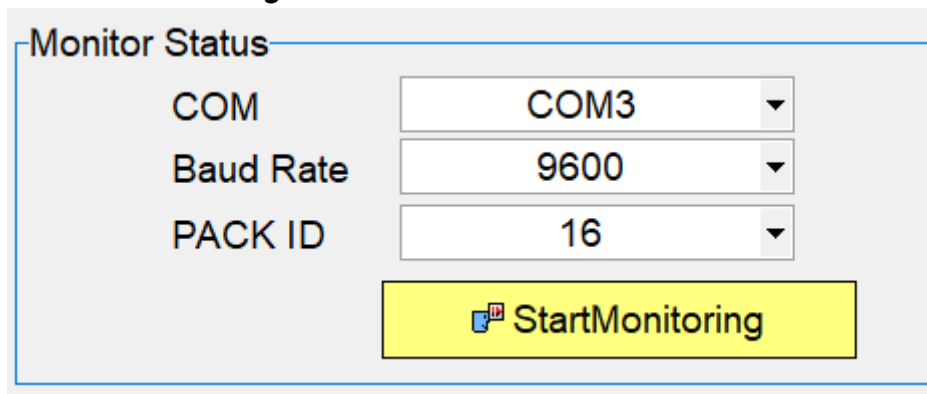 Monitor Status
COM COM3
Baud Rate 9600
PACK ID 16
StartMonitoring